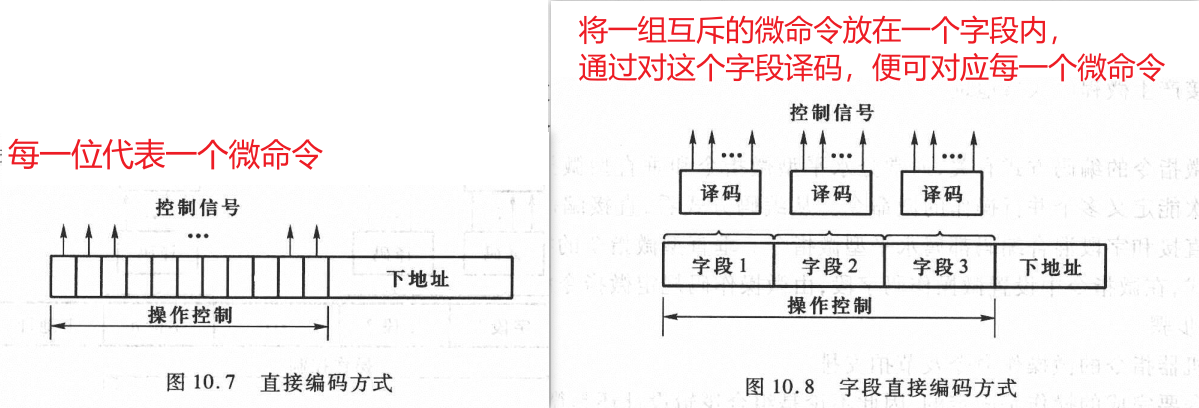 每一位代表一个微命令
控制信号
…
下地址
操作控制
图 10.7 直接编码方式
将一组互斥的微命令放在一个字段内，
通过对这个字段译码，便可对应每一个微命令
控制信号
… … …
译码 译码 译码
字段 1 字段 2 字段 3 下地址
操作控制
图 10.8 字段直接编码方式